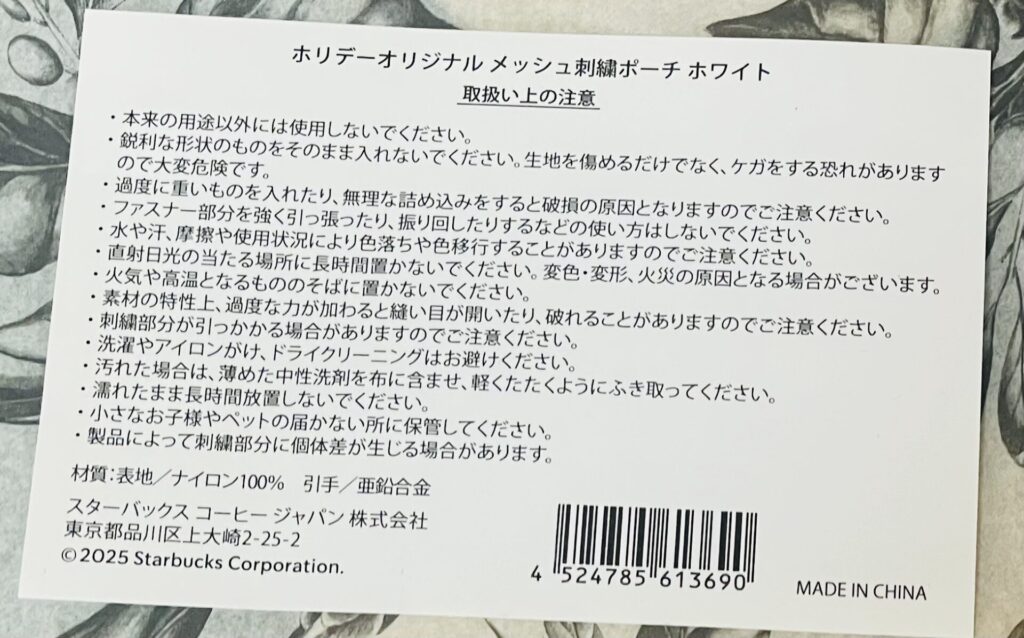 ホリデーオリジナル メッシュ刺繍ポーチ ホワイト
取扱い上の注意
・本来の用途以外には使用しないでください。
・鋭利な形状のものをそのまま入れないでください。生地を傷めるだけでなく、ケガをする恐れがあります
ので大変危険です。
・過度に重いものを入れたり、無理な詰め込みをすると破損の原因となりますのでご注意ください。
・ファスナー部分を強く引っ張ったり、振り回したりするなどの使い方はしないでください。
・水や汗、摩擦や使用状況により色落ちや色移行することがありますのでご注意ください。
・直射日光の当たる場所に長時間置かないでください。変色・変形、火災の原因となる場合がございます。
・火気や高温となるもののそばに置かないでください。
・素材の特性上、過度な力が加わると縫い目が開いたり、破れることがありますのでご注意ください。
・刺繍部分が引っかかる場合がありますのでご注意ください。
・洗濯やアイロンがけ、ドライクリーニングはお避けください。
・汚れた場合は、薄めた中性洗剤を布に含ませ、軽くたたくようにふき取ってください。
・濡れたまま長時間放置しないでください。
・小さなお子様やペットの届かない所に保管してください。
・製品によって刺繍部分に個体差が生じる場合があります。
材質：表地／ナイロン100%　引手／亜鉛合金
スターバックス コーヒー ジャパン 株式会社
東京都品川区上大崎2-25-2
©2025 Starbucks Corporation.
4 524785 613690
MADE IN CHINA